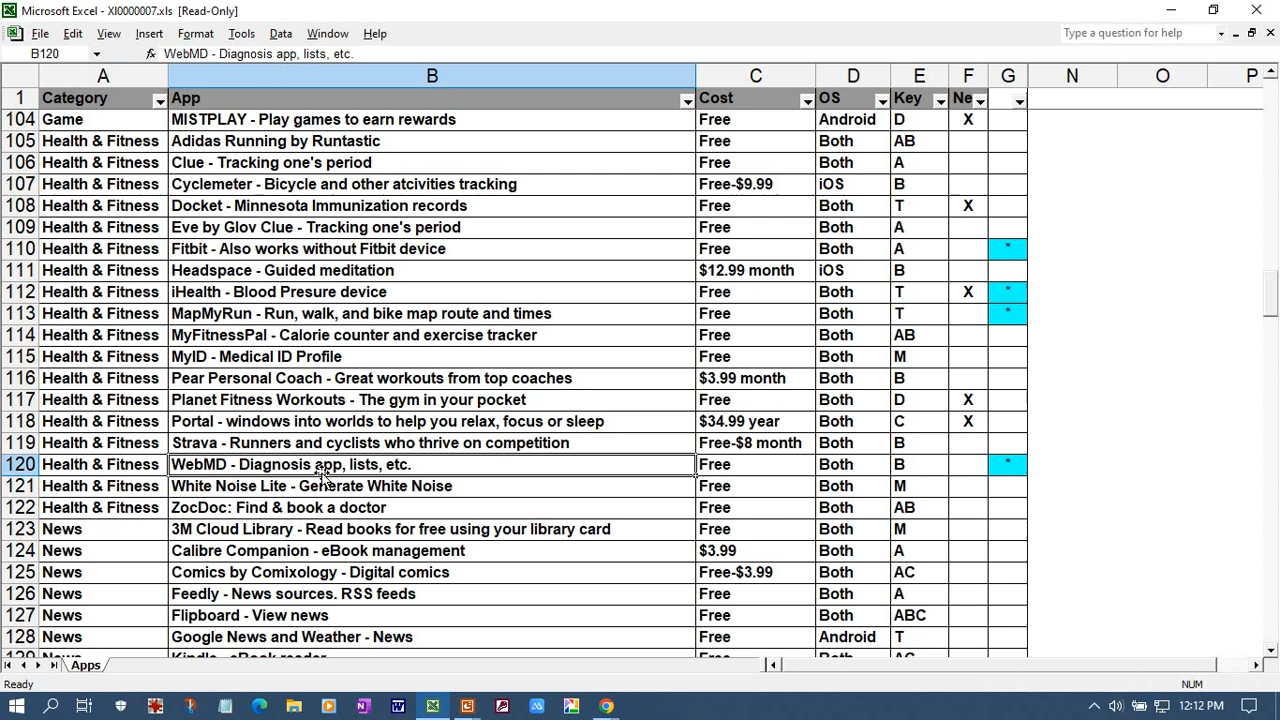 Microsoft Excel - XI0000007.xls [Read-Only]
File Edit View Insert Format Tools Data Window Help Type a question for help
B120 fx WebMD - Diagnosis app, lists, etc.
A B C D E F G N O P
1 Category App Cost OS Key Ne
104 Game MISTPLAY - Play games to earn rewards Free Android D X
105 Health & Fitness Adidas Running by Runtastic Free Both AB
106 Health & Fitness Clue - Tracking one's period Free Both A
107 Health & Fitness Cyclemeter - Bicycle and other atcivities tracking Free-$9.99 iOS B
108 Health & Fitness Docket - Minnesota Immunization records Free Both T X
109 Health & Fitness Eve by Glov Clue - Tracking one's period Free Both A
110 Health & Fitness Fitbit - Also works without Fitbit device Free Both A *
111 Health & Fitness Headspace - Guided meditation $12.99 month iOS B
112 Health & Fitness iHealth - Blood Presure device Free Both T X *
113 Health & Fitness MapMyRun - Run, walk, and bike map route and times Free Both T *
114 Health & Fitness MyFitnessPal - Calorie counter and exercise tracker Free Both AB
115 Health & Fitness MyID - Medical ID Profile Free Both M
116 Health & Fitness Pear Personal Coach - Great workouts from top coaches $3.99 month Both B
117 Health & Fitness Planet Fitness Workouts - The gym in your pocket Free Both D X
118 Health & Fitness Portal - windows into worlds to help you relax, focus or sleep $34.99 year Both C X
119 Health & Fitness Strava - Runners and cyclists who thrive on competition Free-$8 month Both B
120 Health & Fitness WebMD - Diagnosis app, lists, etc. Free Both B *
121 Health & Fitness White Noise Lite - Generate White Noise Free Both M
122 Health & Fitness ZocDoc: Find & book a doctor Free Both AB
123 News 3M Cloud Library - Read books for free using your library card Free Both M
124 News Calibre Companion - eBook management $3.99 Both A
125 News Comics by Comixology - Digital comics Free-$3.99 Both AC
126 News Feedly - News sources. RSS feeds Free Both A
127 News Flipboard - View news Free Both ABC
128 News Google News and Weather - News Free Android T
News Kindle - eBook reader Free Both AC
Apps
Ready NUM
12:12 PM